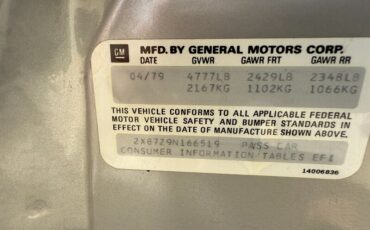 GM MFD. BY GENERAL MOTORS CORP.
DATE GVWR GAWR FRT GAWR RR
04/79 4777LB 2429LB 2348LB
2167KG 1102KG 1066KG
THIS VEHICLE CONFORMS TO ALL APPLICABLE FEDERAL
MOTOR VEHICLE SAFETY AND BUMPER STANDARDS IN
EFFECT ON THE DATE OF MANUFACTURE SHOWN ABOVE.
2X87Z9N166519 PASS CAR
CONSUMER INFORMATION/TABLES EFI
14006836